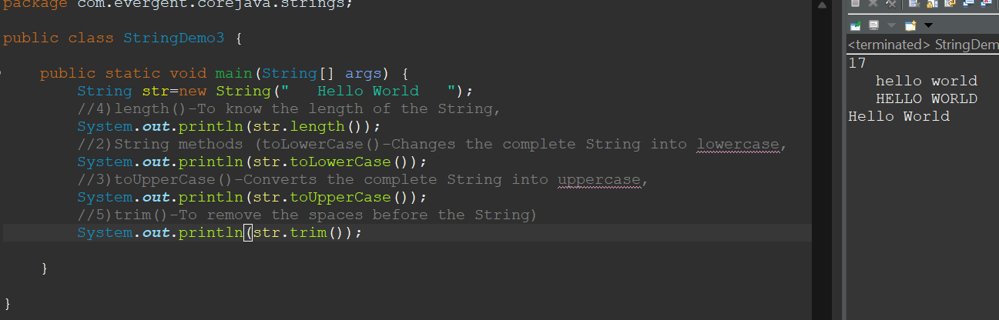 package com.evergent.corejava.strings;
public class StringDemo3 {
public static void main(String[] args) {
String str=new String("   Hello World   ");
//4)length()-To know the length of the String,
System.out.println(str.length());
//2)String methods (toLowerCase()-Changes the complete String into lowercase,
System.out.println(str.toLowerCase());
//3)toUpperCase()-Converts the complete String into uppercase,
System.out.println(str.toUpperCase());
//5)trim()-To remove the spaces before the String)
System.out.println(str.trim());
}
}
<terminated> StringDem
17
   hello world
   HELLO WORLD
Hello World